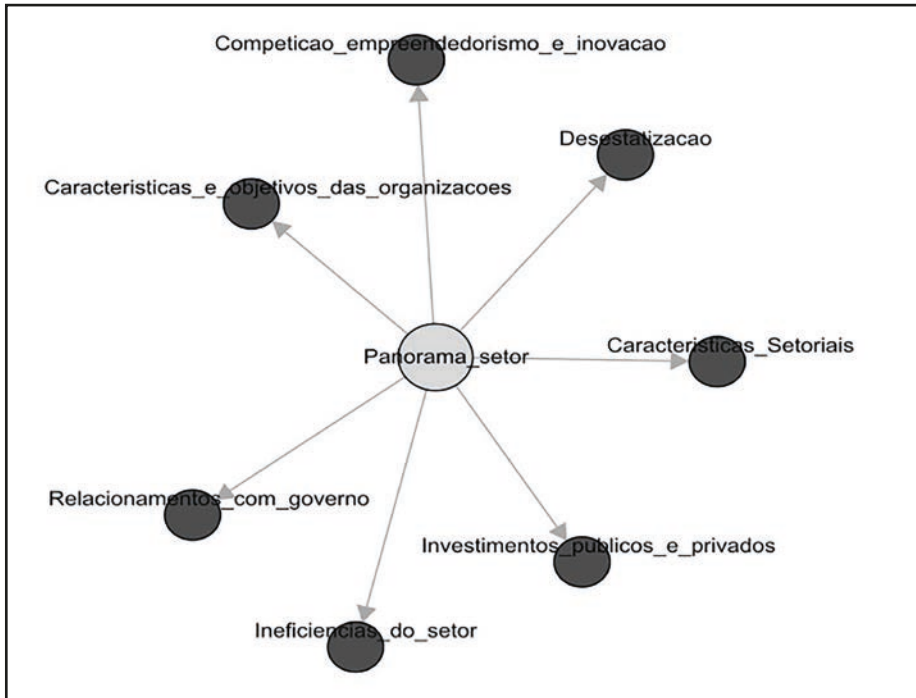 Competicao_empreendedorismo_e_inovacao
Desestatizacao
Caracteristicas_e_objetivos_das_organizacoes
Caracteristicas_Setoriais
Panorama_setor
Relacionamentos_com_governo
Investimentos_publicos_e_privados
Ineficiencias_do_setor